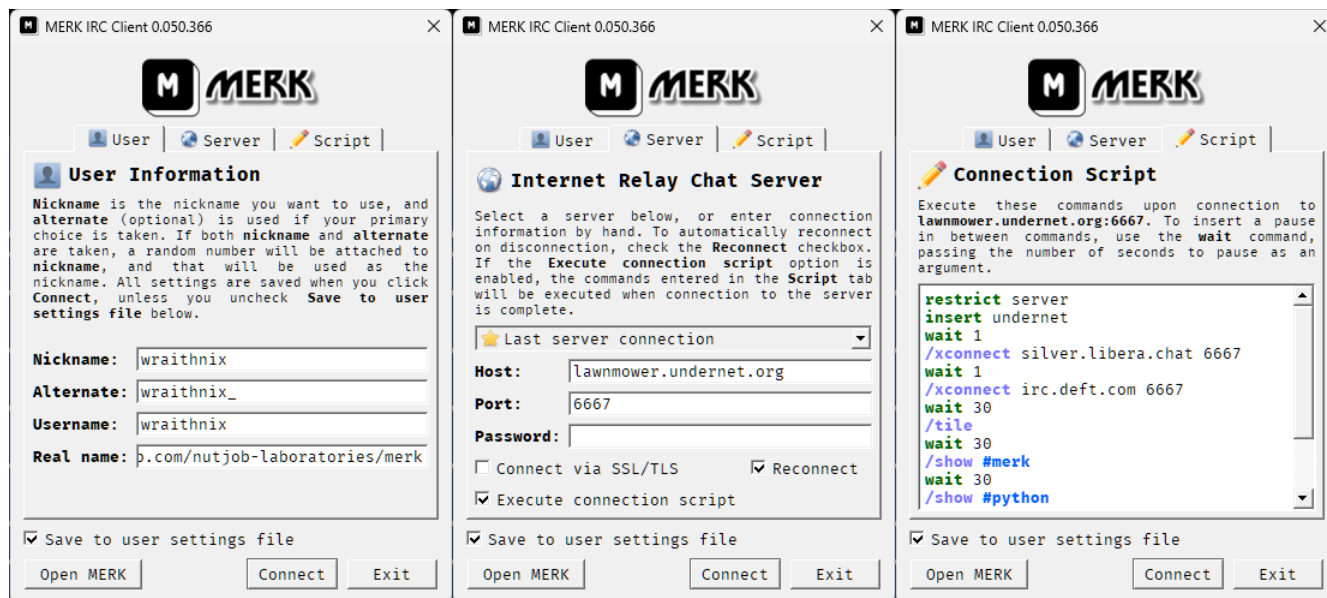 MERK IRC Client 0.050.366
M MERK
User Server Script
User Information
Nickname is the nickname you want to use, and
alternate (optional) is used if your primary
choice is taken. If both nickname and alternate
are taken, a random number will be attached to
nickname, and that will be used as the
nickname. All settings are saved when you click
Connect, unless you uncheck Save to user
settings file below.
Nickname: wraithnix
Alternate: wraithnix_
Username: wraithnix
Real name: o.com/nutjob-laboratories/merk
Save to user settings file
Open MERK Connect Exit
MERK IRC Client 0.050.366
M MERK
User Server Script
Internet Relay Chat Server
Select a server below, or enter connection
information by hand. To automatically reconnect
on disconnection, check the Reconnect checkbox.
If the Execute connection script option is
enabled, the commands entered in the Script tab
will be executed when connection to the server
is complete.
Last server connection
Host: lawnmower.undernet.org
Port: 6667
Password:
Connect via SSL/TLS Reconnect
Execute connection script
Save to user settings file
Open MERK Connect Exit
MERK IRC Client 0.050.366
M MERK
User Server Script
Connection Script
Execute these commands upon connection to
lawnmower.undernet.org:6667. To insert a pause
in between commands, use the wait command,
passing the number of seconds to pause as an
argument.
restrict server
insert undernet
wait 1
/xconnect silver.libera.chat 6667
wait 1
/xconnect irc.deft.com 6667
wait 30
/tile
wait 30
/show #merk
wait 30
/show #python
Save to user settings file
Open MERK Connect Exit